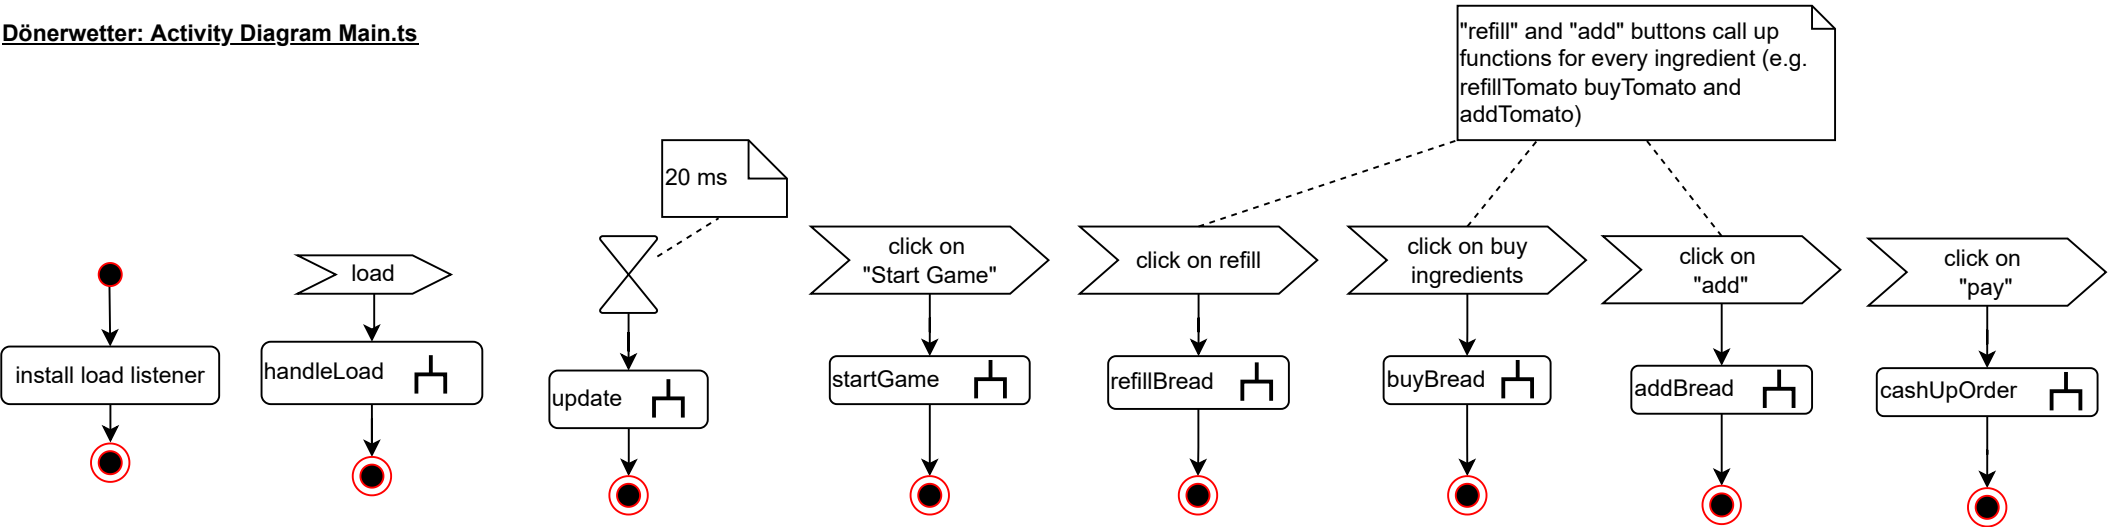 Dönerwetter: Activity Diagram Main.ts
"refill" and "add" buttons call up
functions for every ingredient (e.g.
refillTomato buyTomato and
addTomato)
20 ms
load
click on
"Start Game"
click on refill
click on buy
ingredients
click on
"add"
click on
"pay"
install load listener
handleLoad
update
startGame
refillBread
buyBread
addBread
cashUpOrder